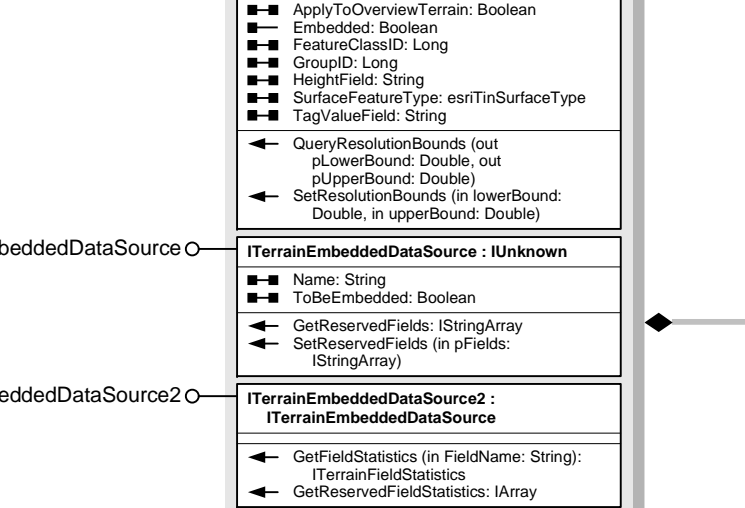 ApplyToOverviewTerrain: Boolean
Embedded: Boolean
FeatureClassID: Long
GroupID: Long
HeightField: String
SurfaceFeatureType: esriTinSurfaceType
TagValueField: String
QueryResolutionBounds (out
pLowerBound: Double, out
pUpperBound: Double)
SetResolutionBounds (in lowerBound:
Double, in upperBound: Double)
beddedDataSource
ITerrainEmbeddedDataSource : IUnknown
Name: String
ToBeEmbedded: Boolean
GetReservedFields: IStringArray
SetReservedFields (in pFields:
IStringArray)
eddedDataSource2
ITerrainEmbeddedDataSource2 :
ITerrainEmbeddedDataSource
GetFieldStatistics (in FieldName: String):
ITerrainFieldStatistics
GetReservedFieldStatistics: IArray